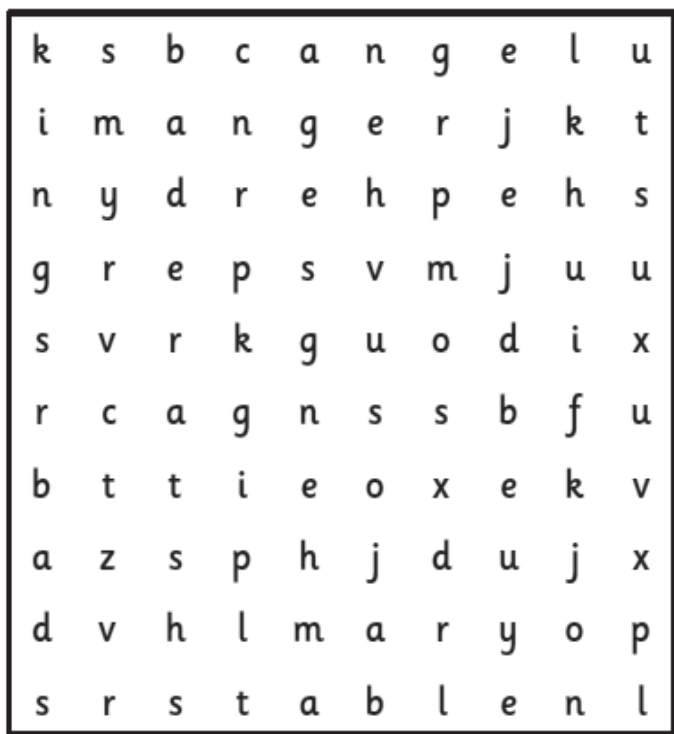 k s b c a n g e l u
i m a n g e r j k t
n y d r e h p e h s
g r e p s v m j u u
s v r k g u o d i x
r c a g n s s b f u
b t t i e o x e k v
a z s p h j d u j x
d v h l m a r y o p
s r s t a b l e n l